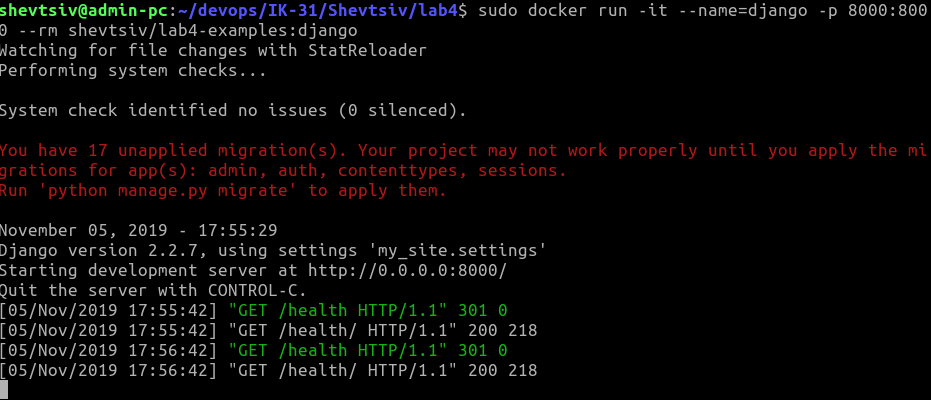 shevtsiv@admin-pc:~/devops/IK-31/Shevtsiv/lab4$ sudo docker run -it --name=django -p 8000:800
0 --rm shevtsiv/lab4-examples:django
Watching for file changes with StatReloader
Performing system checks...
System check identified no issues (0 silenced).
You have 17 unapplied migration(s). Your project may not work properly until you apply the mi
grations for app(s): admin, auth, contenttypes, sessions.
Run 'python manage.py migrate' to apply them.
November 05, 2019 - 17:55:29
Django version 2.2.7, using settings 'my_site.settings'
Starting development server at http://0.0.0.0:8000/
Quit the server with CONTROL-C.
[05/Nov/2019 17:55:42] "GET /health HTTP/1.1" 301 0
[05/Nov/2019 17:55:42] "GET /health/ HTTP/1.1" 200 218
[05/Nov/2019 17:56:42] "GET /health HTTP/1.1" 301 0
[05/Nov/2019 17:56:42] "GET /health/ HTTP/1.1" 200 218